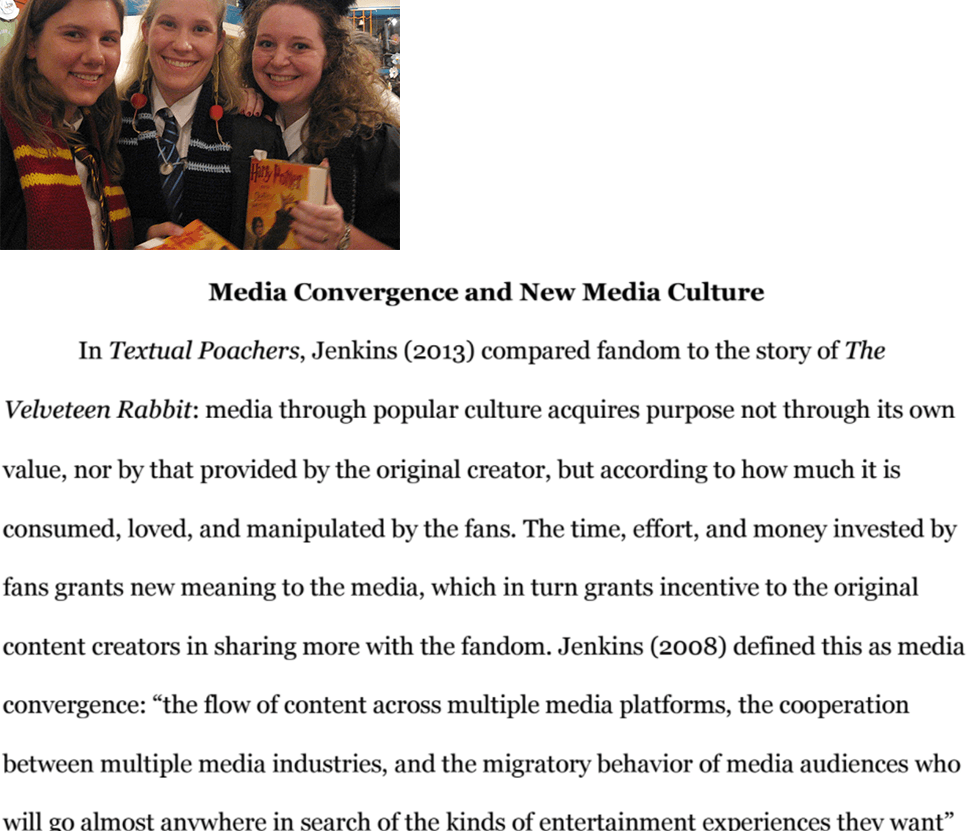 Harry Potter
Media Convergence and New Media Culture
In Textual Poachers, Jenkins (2013) compared fandom to the story of The
Velveteen Rabbit: media through popular culture acquires purpose not through its own
value, nor by that provided by the original creator, but according to how much it is
consumed, loved, and manipulated by the fans. The time, effort, and money invested by
fans grants new meaning to the media, which in turn grants incentive to the original
content creators in sharing more with the fandom. Jenkins (2008) defined this as media
convergence: “the flow of content across multiple media platforms, the cooperation
between multiple media industries, and the migratory behavior of media audiences who
will go almost anywhere in search of the kinds of entertainment experiences they want”